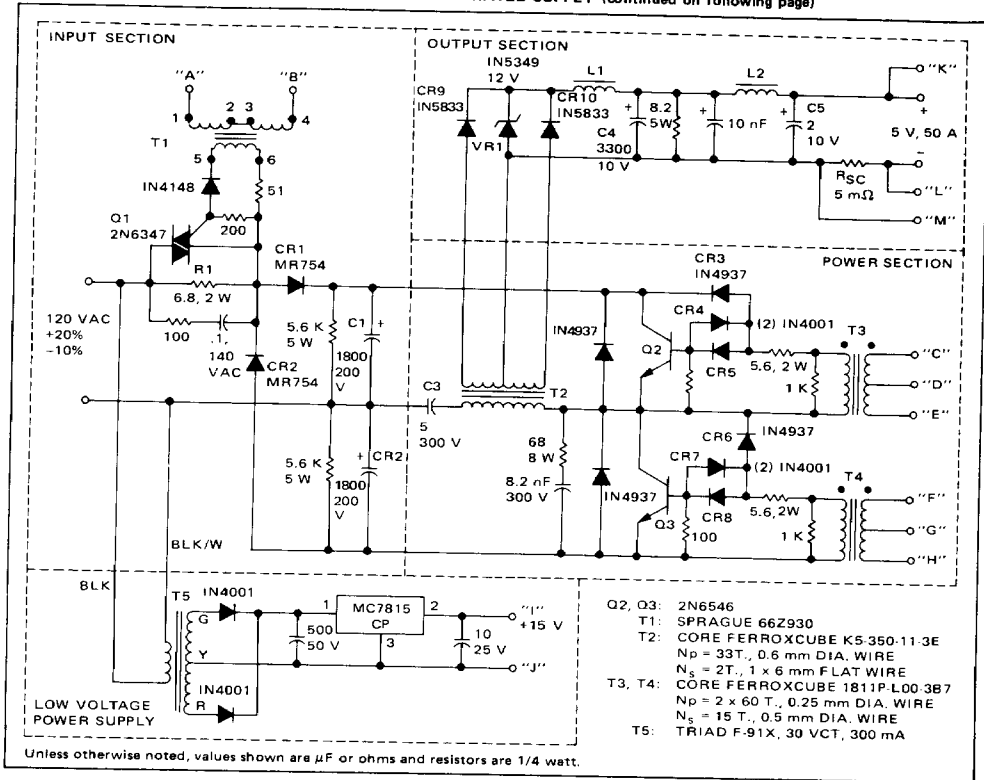 (continued on following page)
INPUT SECTION
"A"
"B"
1
2
3
4
T1
5
6
IN4148
51
200
Q1
2N6347
R1
6.8, 2 W
CR1
MR754
100
.1,
140
VAC
CR2
MR754
120 VAC
+20%
–10%
5.6 K
5 W
C1
+
1800
200
V
5.6 K
5 W
+
CR2
1800
200
V
BLK/W
BLK
OUTPUT SECTION
IN5349
12 V
CR9
IN5833
VR1
CR10
IN5833
L1
+
C4
3300
10 V
8.2
5W
+
10 nF
L2
+
C5
2
10 V
"K"
+
5 V, 50 A
–
RSC
5 mΩ
"L"
"M"
POWER SECTION
CR3
IN4937
CR4
(2) IN4001
IN4937
Q2
CR5
5.6, 2 W
1 K
T3
"C"
"D"
"E"
C3
5
300 V
T2
68
8 W
8.2 nF
300 V
IN4937
CR6
IN4937
CR7
(2) IN4001
Q3
CR8
100
5.6, 2W
1 K
T4
"F"
"G"
"H"
T5
IN4001
G
Y
R
IN4001
500
50 V
1
MC7815
CP
2
3
10
25 V
"I"
+15 V
"J"
LOW VOLTAGE
POWER SUPPLY
Q2, Q3: 2N6546
T1: SPRAGUE 66Z930
T2: CORE FERROXCUBE K5-350-11-3E
Np = 33T., 0.6 mm DIA. WIRE
Ns = 2T., 1 x 6 mm FLAT WIRE
T3, T4: CORE FERROXCUBE 1811P-L00-3B7
Np = 2 x 60 T., 0.25 mm DIA. WIRE
Ns = 15 T., 0.5 mm DIA. WIRE
T5: TRIAD F-91X, 30 VCT, 300 mA
Unless otherwise noted, values shown are µF or ohms and resistors are 1/4 watt.